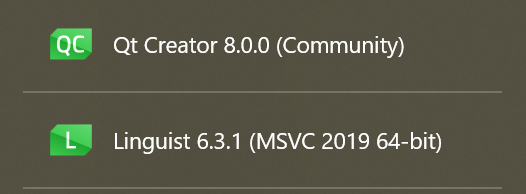 QC Qt Creator 8.0.0 (Community)
L Linguist 6.3.1 (MSVC 2019 64-bit)